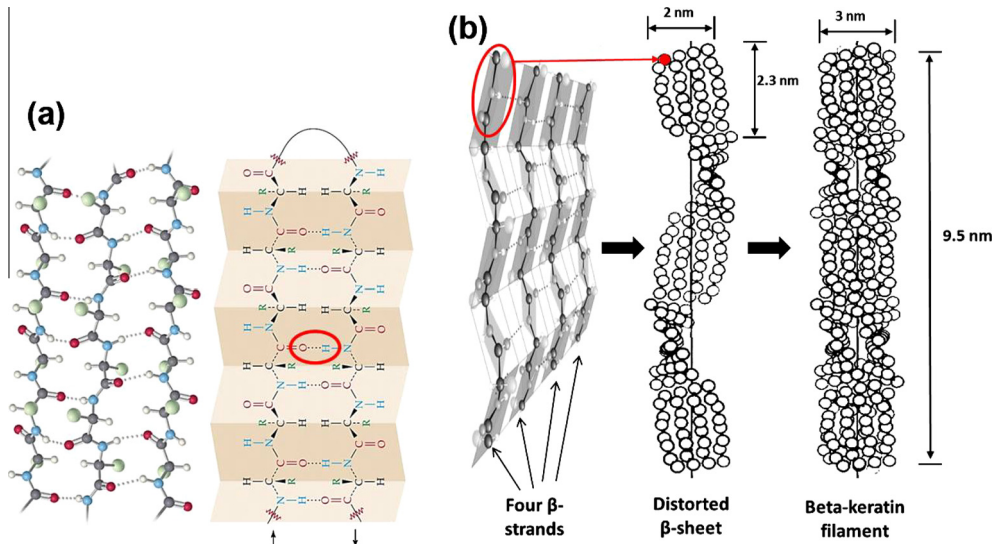 (a)
O=C N–H
R C H H C R
H–N C=O
C=O H–N
H C R H C R
N–H O=C
O=C N–H
R C H H C R
H–N C=O
C=O H–N
H C R H C R
N–H O=C
O=C N–H
R C H H C R
H–N C=O
C=O H–N
H C R H C R
N–H O=C
(b)
2 nm
3 nm
2.3 nm
9.5 nm
Four β-
strands
Distorted
β-sheet
Beta-keratin
filament